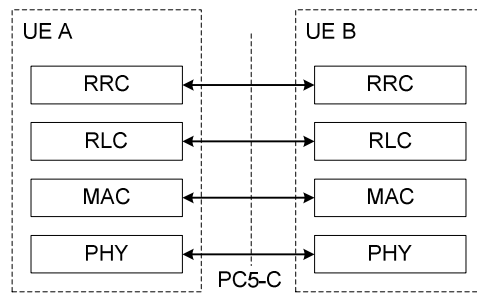 UE A UE B
RRC RRC
RLC RLC
MAC MAC
PHY PHY
PC5-C